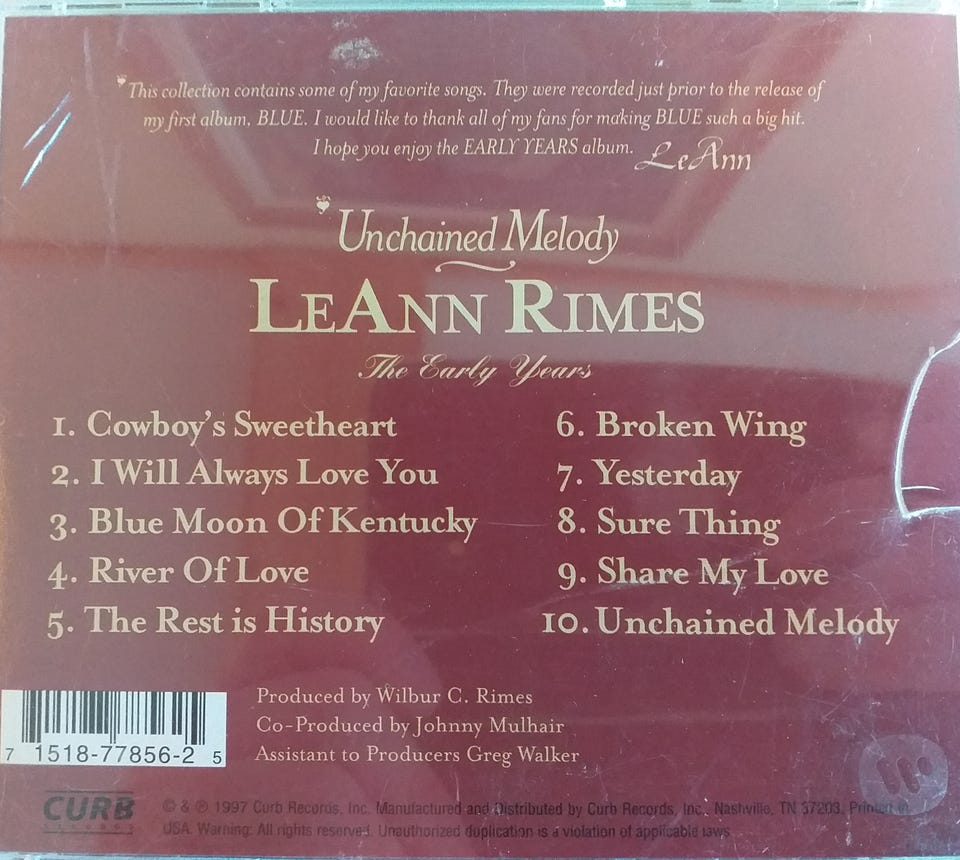 This collection contains some of my favorite songs. They were recorded just prior to the release of
my first album, BLUE. I would like to thank all of my fans for making BLUE such a big hit.
I hope you enjoy the EARLY YEARS album. LeAnn
Unchained Melody
LEANN RIMES
The Early Years
1. Cowboy's Sweetheart
2. I Will Always Love You
3. Blue Moon Of Kentucky
4. River Of Love
5. The Rest is History
6. Broken Wing
7. Yesterday
8. Sure Thing
9. Share My Love
10. Unchained Melody
Produced by Wilbur C. Rimes
Co-Produced by Johnny Mulhair
Assistant to Producers Greg Walker
7 1518-77856-2 5
CURB
RECORDS
© & ℗ 1997 Curb Records, Inc. Manufactured and Distributed by Curb Records, Inc., Nashville, TN 37203. Printed in
USA. Warning: All rights reserved. Unauthorized duplication is a violation of applicable laws.